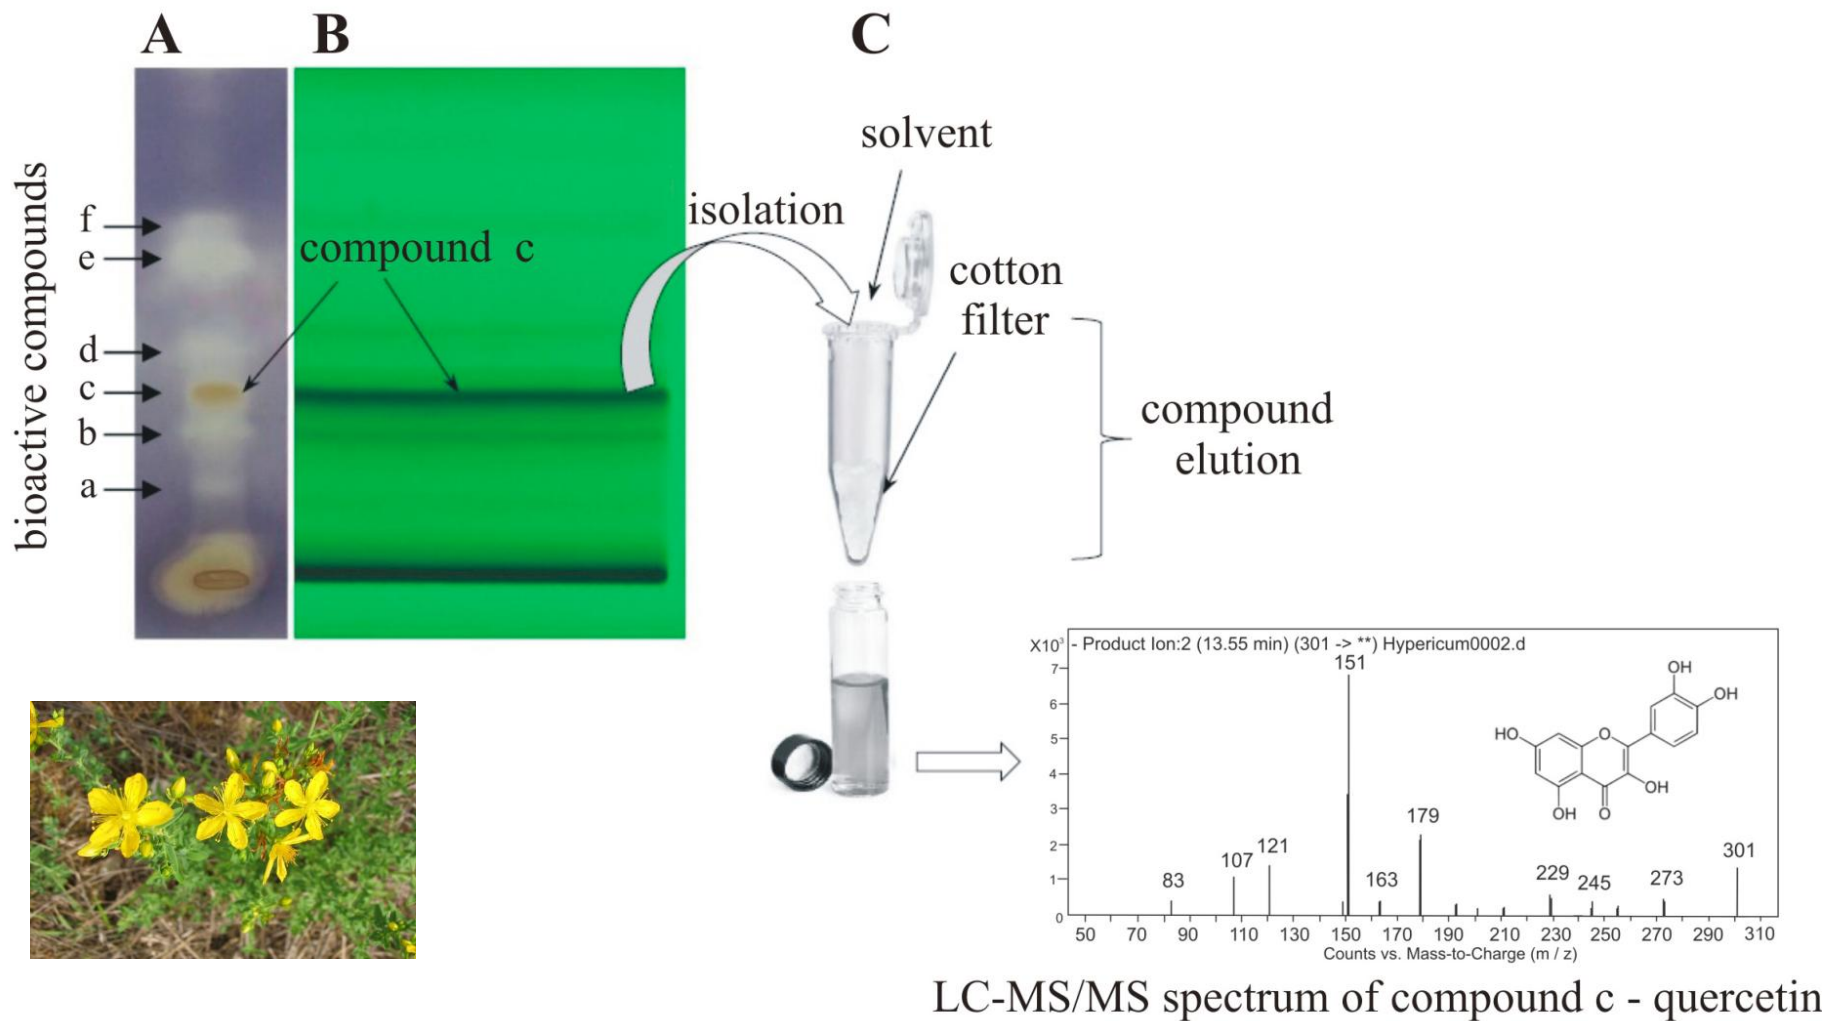 A
B
C
bioactive compounds
f
e
d
c
b
a
compound c
isolation
solvent
cotton
filter
compound
elution
X10³
- Product Ion:2 (13.55 min) (301 -> **) Hypericum0002.d
7
6
5
4
3
2
1
0
83
107
121
151
163
179
229
245
273
301
OH
OH
HO
O
OH
OH
O
50 70 90 110 130 150 170 190 210 230 250 270 290 310
Counts vs. Mass-to-Charge (m / z)
LC-MS/MS spectrum of compound c - quercetin